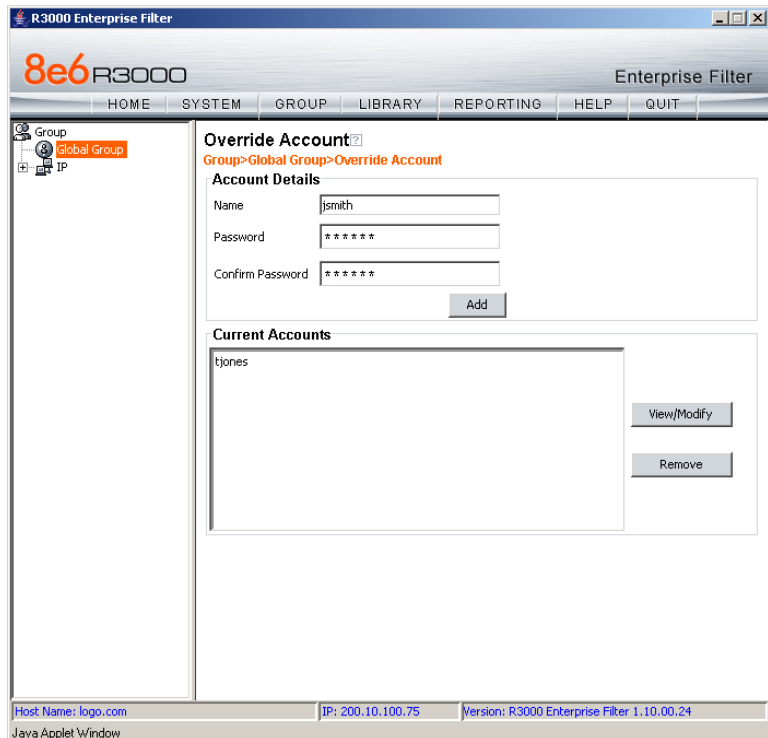 R3000 Enterprise Filter
8e6 R3000
Enterprise Filter
HOME SYSTEM GROUP LIBRARY REPORTING HELP QUIT
Group
Global Group
IP
Override Account?
Group>Global Group>Override Account
Account Details
Name jsmith
Password ******
Confirm Password ******
Add
Current Accounts
tjones
View/Modify
Remove
Host Name: logo.com IP: 200.10.100.75 Version: R3000 Enterprise Filter 1.10.00.24
Java Applet Window